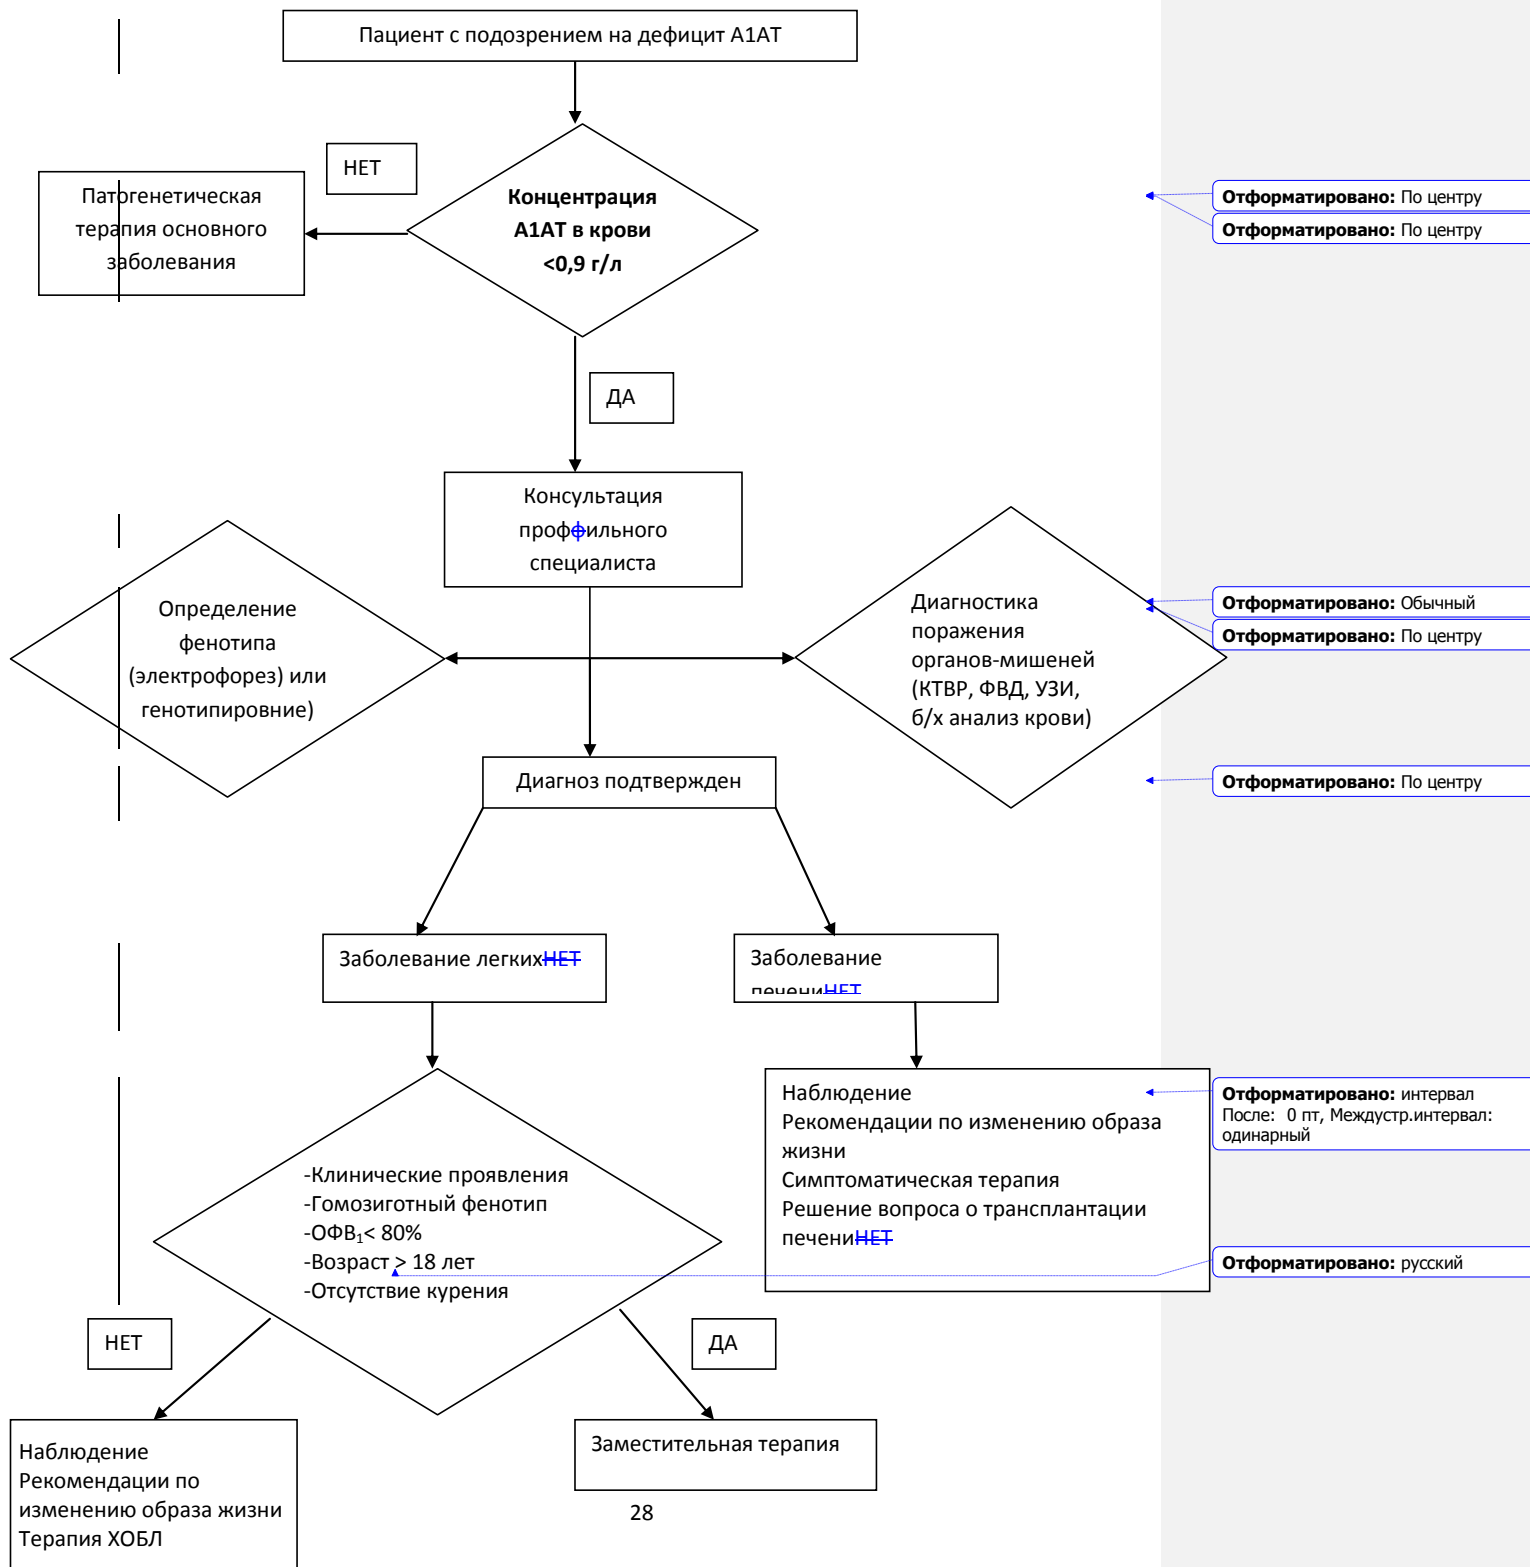 Пациент с подозрением на дефицит А1АТ
НЕТ
Патогенетическая
терапия основного
заболевания
Концентрация
А1АТ в крови
<0,9 г/л
Отформатировано: По центру
Отформатировано: По центру
ДА
Консультация
проффильного
специалиста
Определение
фенотипа
(электрофорез) или
генотипировние)
Диагностика
поражения
органов-мишеней
(КТВР, ФВД, УЗИ,
б/х анализ крови)
Отформатировано: Обычный
Отформатировано: По центру
Диагноз подтвержден
Отформатировано: По центру
Заболевание легкихНЕТ
Заболевание
печениНЕТ
-Клинические проявления
-Гомозиготный фенотип
-ОФВ₁< 80%
-Возраст > 18 лет
-Отсутствие курения
Наблюдение
Рекомендации по изменению образа
жизни
Симптоматическая терапия
Решение вопроса о трансплантации
печениНЕТ
Отформатировано: интервал
После: 0 пт, Междустр.интервал:
одинарный
Отформатировано: русский
НЕТ
ДА
Наблюдение
Рекомендации по
изменению образа жизни
Терапия ХОБЛ
Заместительная терапия
28